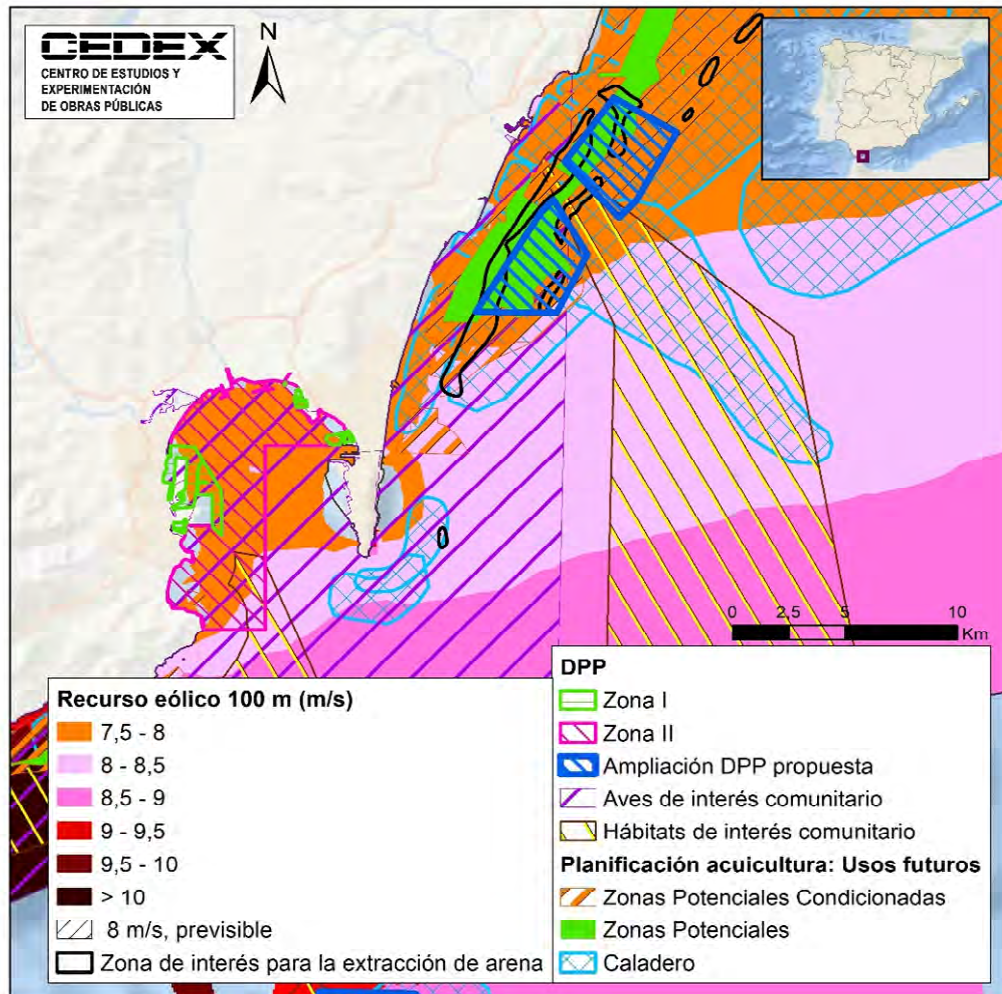 CEDEX
CENTRO DE ESTUDIOS Y
EXPERIMENTACIÓN
DE OBRAS PÚBLICAS
N
0
2,5
5
10
Km
Recurso eólico 100 m (m/s)
7,5 - 8
8 - 8,5
8,5 - 9
9 - 9,5
9,5 - 10
> 10
8 m/s, previsible
Zona de interés para la extracción de arena
DPP
Zona I
Zona II
Ampliación DPP propuesta
Aves de interés comunitario
Hábitats de interés comunitario
Planificación acuicultura: Usos futuros
Zonas Potenciales Condicionadas
Zonas Potenciales
Caladero